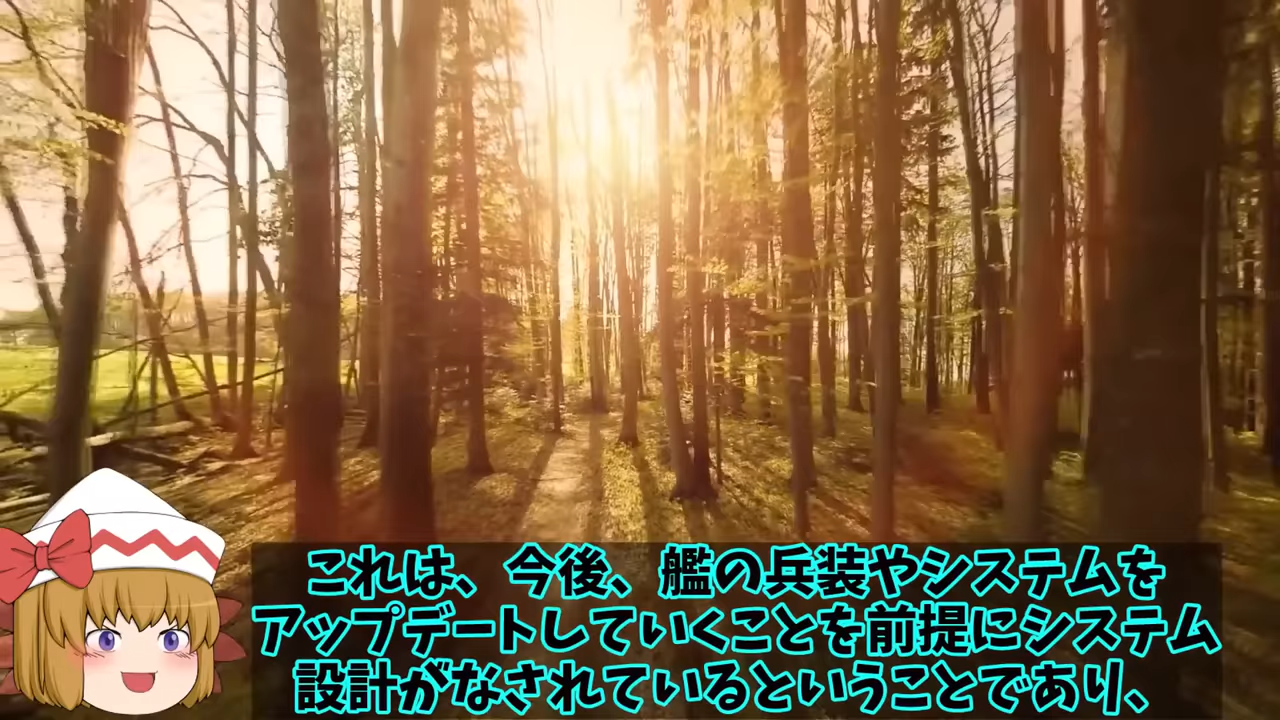 これは、今後、艦の兵装やシステムを
アップデートしていくことを前提にシステム
設計がなされているということであり、